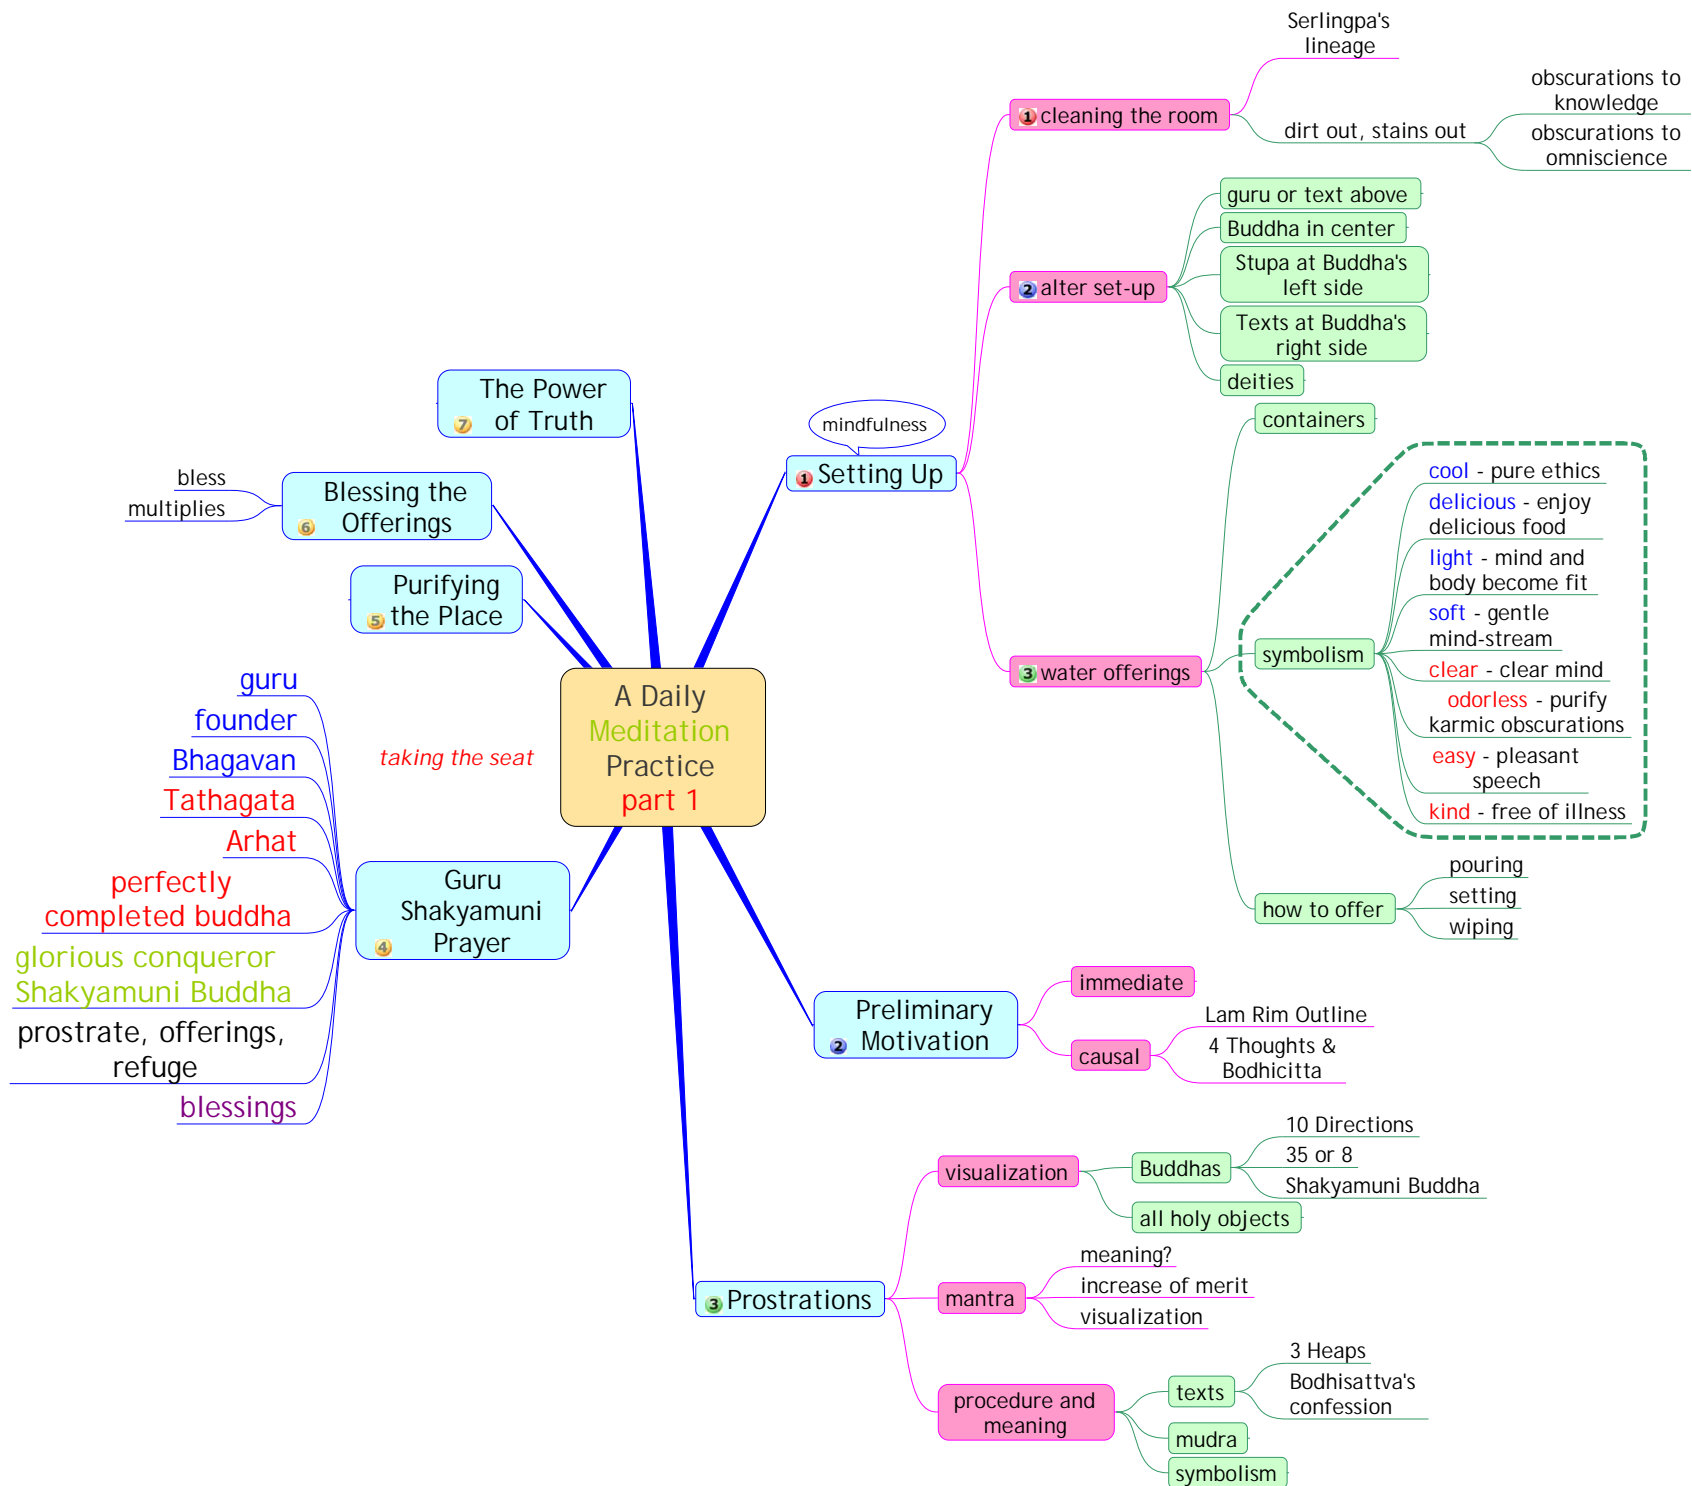 A Daily
Meditation
Practice
part 1
taking the seat
mindfulness
1 Setting Up
1 cleaning the room
Serlingpa's
lineage
dirt out, stains out
obscurations to
knowledge
obscurations to
omniscience
2 alter set-up
guru or text above
Buddha in center
Stupa at Buddha's
left side
Texts at Buddha's
right side
deities
3 water offerings
containers
symbolism
cool - pure ethics
delicious - enjoy
delicious food
light - mind and
body become fit
soft - gentle
mind-stream
clear - clear mind
odorless - purify
karmic obscurations
easy - pleasant
speech
kind - free of illness
how to offer
pouring
setting
wiping
Preliminary
2 Motivation
immediate
causal
Lam Rim Outline
4 Thoughts &
Bodhicitta
3 Prostrations
visualization
Buddhas
10 Directions
35 or 8
Shakyamuni Buddha
all holy objects
mantra
meaning?
increase of merit
visualization
procedure and
meaning
texts
3 Heaps
Bodhisattva's
confession
mudra
symbolism
Guru
Shakyamuni
4 Prayer
guru
founder
Bhagavan
Tathagata
Arhat
perfectly
completed buddha
glorious conqueror
Shakyamuni Buddha
prostrate, offerings,
refuge
blessings
Purifying
5 the Place
Blessing the
6 Offerings
bless
multiplies
The Power
7 of Truth